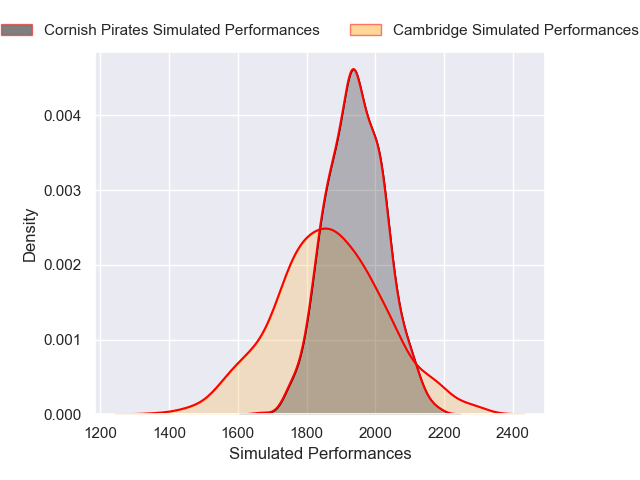 Cornish Pirates Simulated Performances Cambridge Simulated Performances
0.004
0.003
0.002
0.001
0.000
Density
1200 1400 1600 1800 2000 2200 2400
Simulated Performances